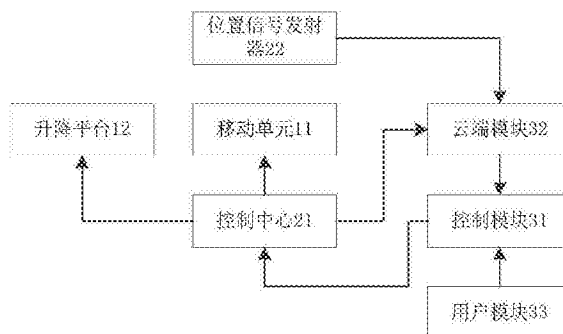 位置信号发射
器22
升降平台12
移动单元11
云端模块32
控制中心21
控制模块31
用户模块33